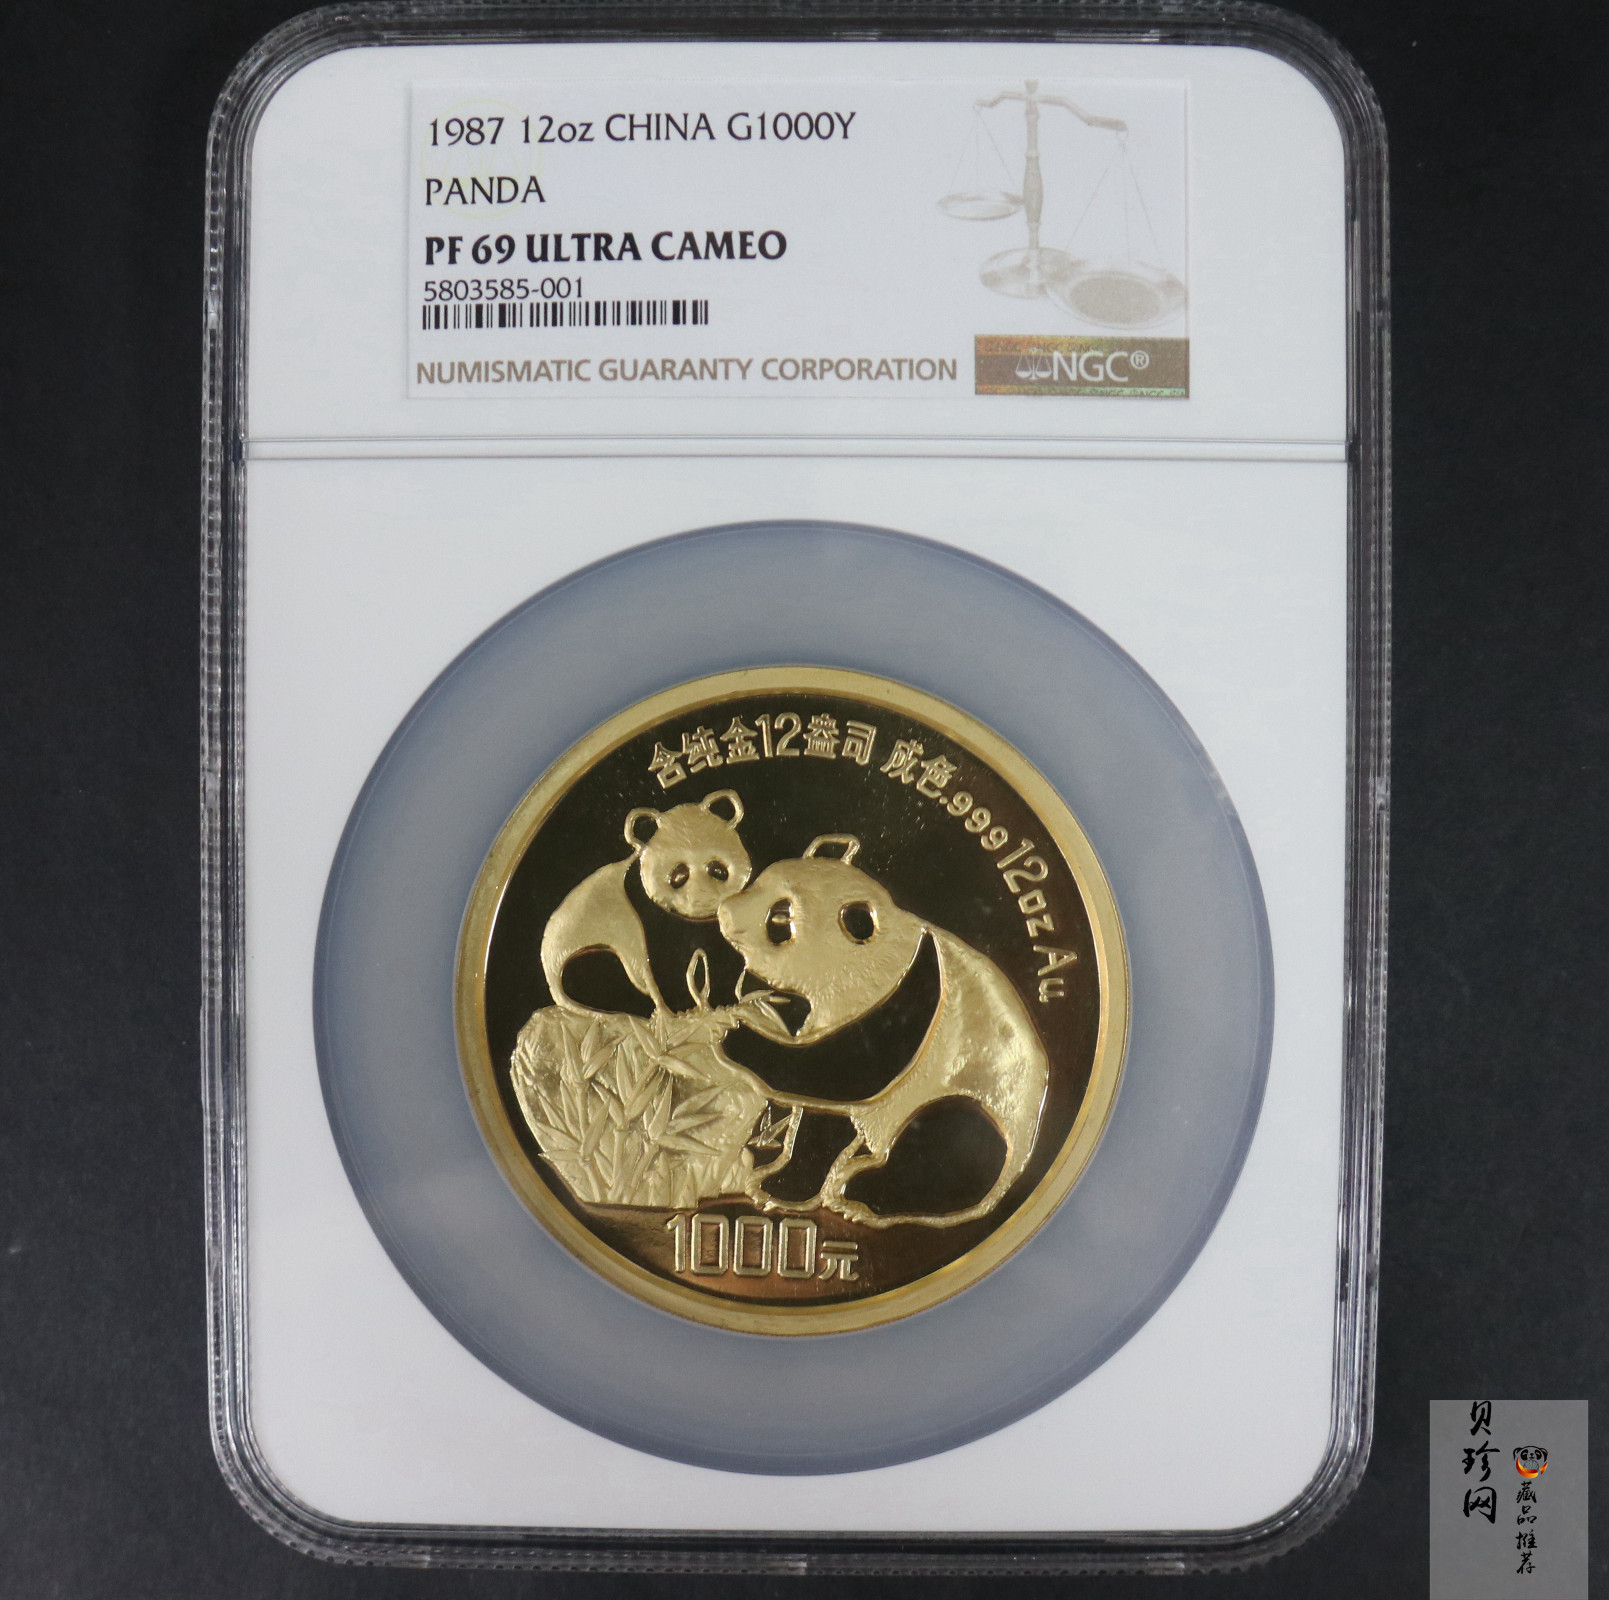 1987 12oz CHINA G1000Y
PANDA
PF 69 ULTRA CAMEO
5803585-001
NUMISMATIC GUARANTY CORPORATION
NGC®
含纯金12盎司 成色.999 12oz Au
1000元
贝珍网
藏品推荐